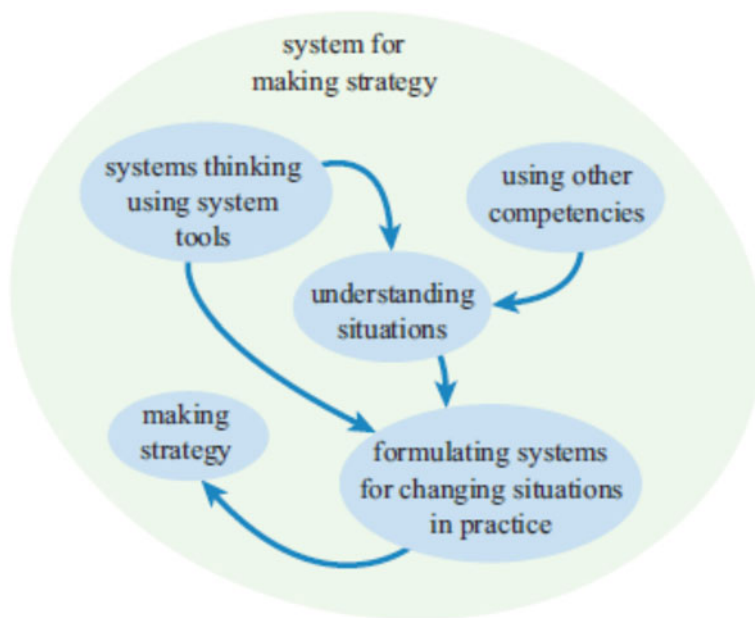 system for
making strategy
systems thinking
using system
tools
using other
competencies
understanding
situations
making
strategy
formulating systems
for changing situations
in practice